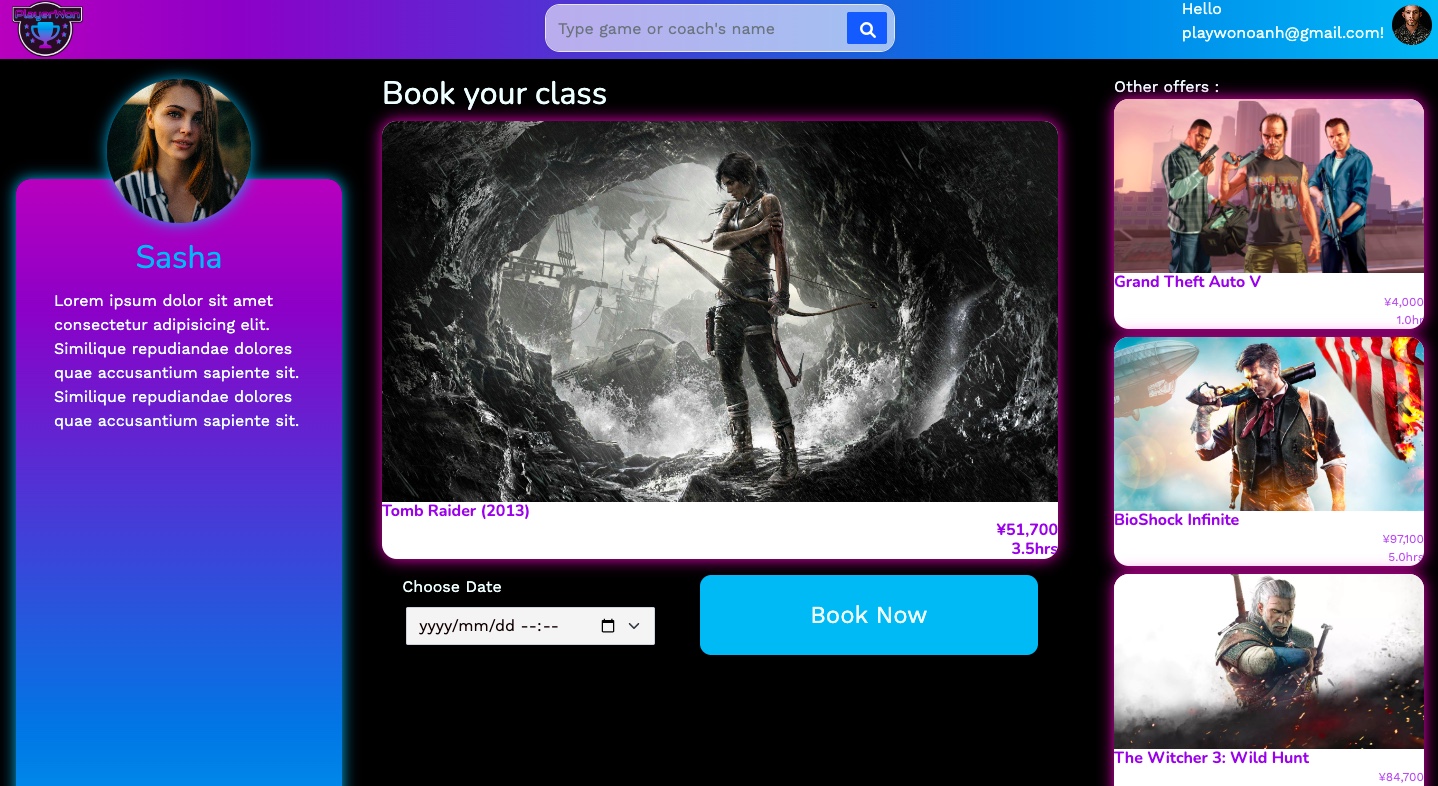 PlayerWon
Type game or coach's name
Hello
playwonoanh@gmail.com!
Sasha
Lorem ipsum dolor sit amet
consectetur adipisicing elit.
Similique repudiandae dolores
quae accusantium sapiente sit.
Similique repudiandae dolores
quae accusantium sapiente sit.
Book your class
Tomb Raider (2013)
¥51,700
3.5hrs
Choose Date
yyyy/mm/dd --:--
Book Now
Other offers :
Grand Theft Auto V
¥4,000
1.0hr
BioShock Infinite
¥97,100
5.0hrs
The Witcher 3: Wild Hunt
¥84,700